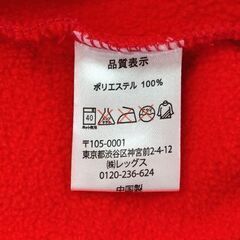 品質表示
ポリエステル 100%
40
〒105-0001
東京都渋谷区神宮前2-4-12
㈱レッグス
0120-236-624
中国製